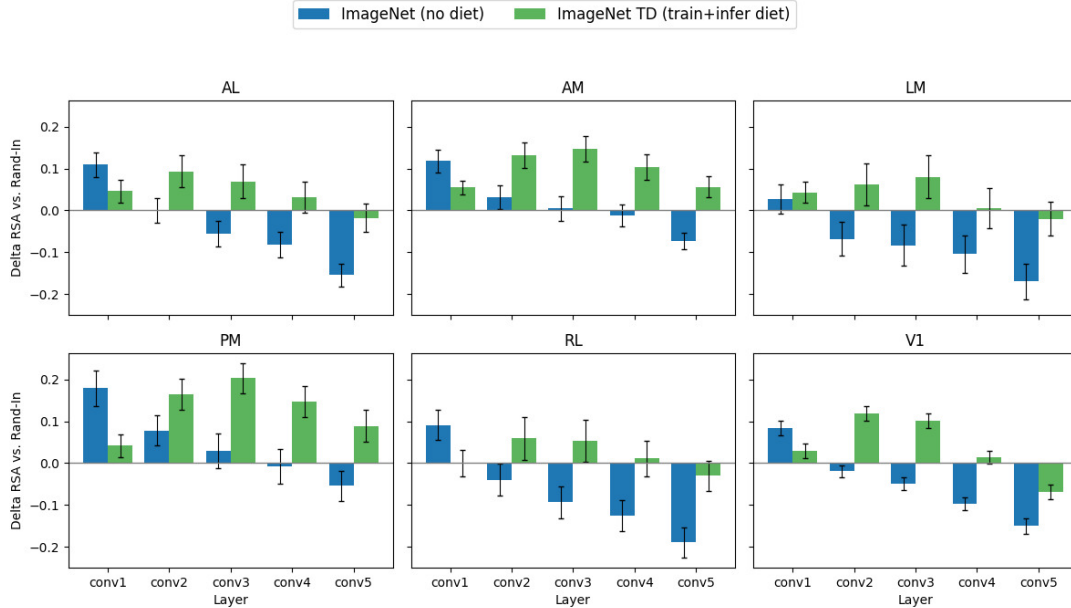 ImageNet (no diet) ImageNet TD (train+infer diet)
AL AM LM
Delta RSA vs. Rand-In
0.2
0.1
0.0
−0.1
−0.2
PM RL V1
Delta RSA vs. Rand-In
0.2
0.1
0.0
−0.1
−0.2
conv1 conv2 conv3 conv4 conv5 conv1 conv2 conv3 conv4 conv5 conv1 conv2 conv3 conv4 conv5
Layer Layer Layer